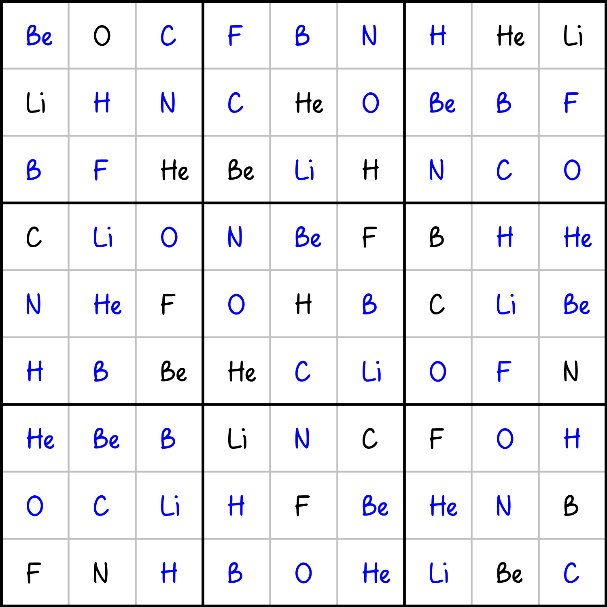 Be O C F B N H He Li
Li H N C He O Be B F
B F He Be Li H N C O
C Li O N Be F B H He
N He F O H B C Li Be
H B Be He C Li O F N
He Be B Li N C F O H
O C Li H F Be He N B
F N H B O He Li Be C